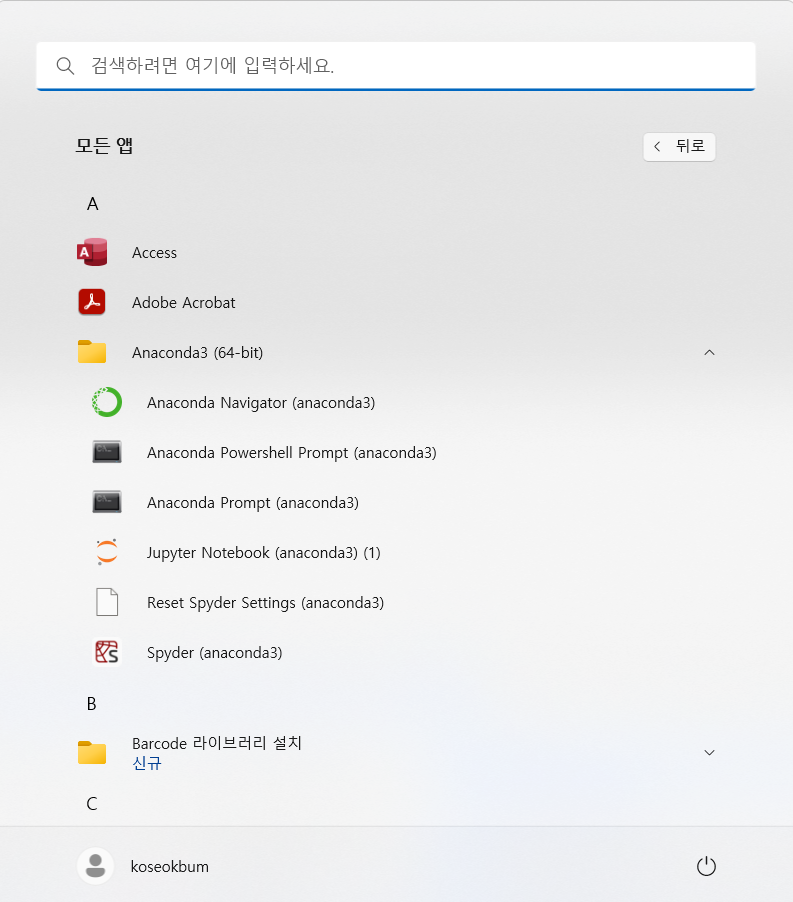 검색하려면 여기에 입력하세요.
모든 앱
뒤로
A
Access
Adobe Acrobat
Anaconda3 (64-bit)
Anaconda Navigator (anaconda3)
Anaconda Powershell Prompt (anaconda3)
Anaconda Prompt (anaconda3)
Jupyter Notebook (anaconda3) (1)
Reset Spyder Settings (anaconda3)
Spyder (anaconda3)
B
Barcode 라이브러리 설치
신규
C
koseokbum